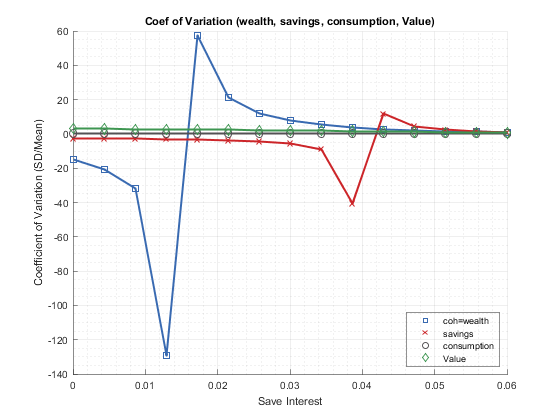 Coef of Variation (wealth, savings, consumption, Value)
60
40
20
0
-20
-40
-60
-80
-100
-120
-140
Coefficient of Variation (SD/Mean)
0
0.01
0.02
0.03
0.04
0.05
0.06
Save Interest
coh=wealth
savings
consumption
Value